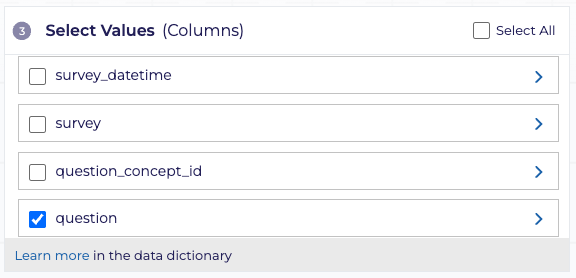 3 Select Values (Columns) Select All
survey_datetime
survey
question_concept_id
question
Learn more in the data dictionary